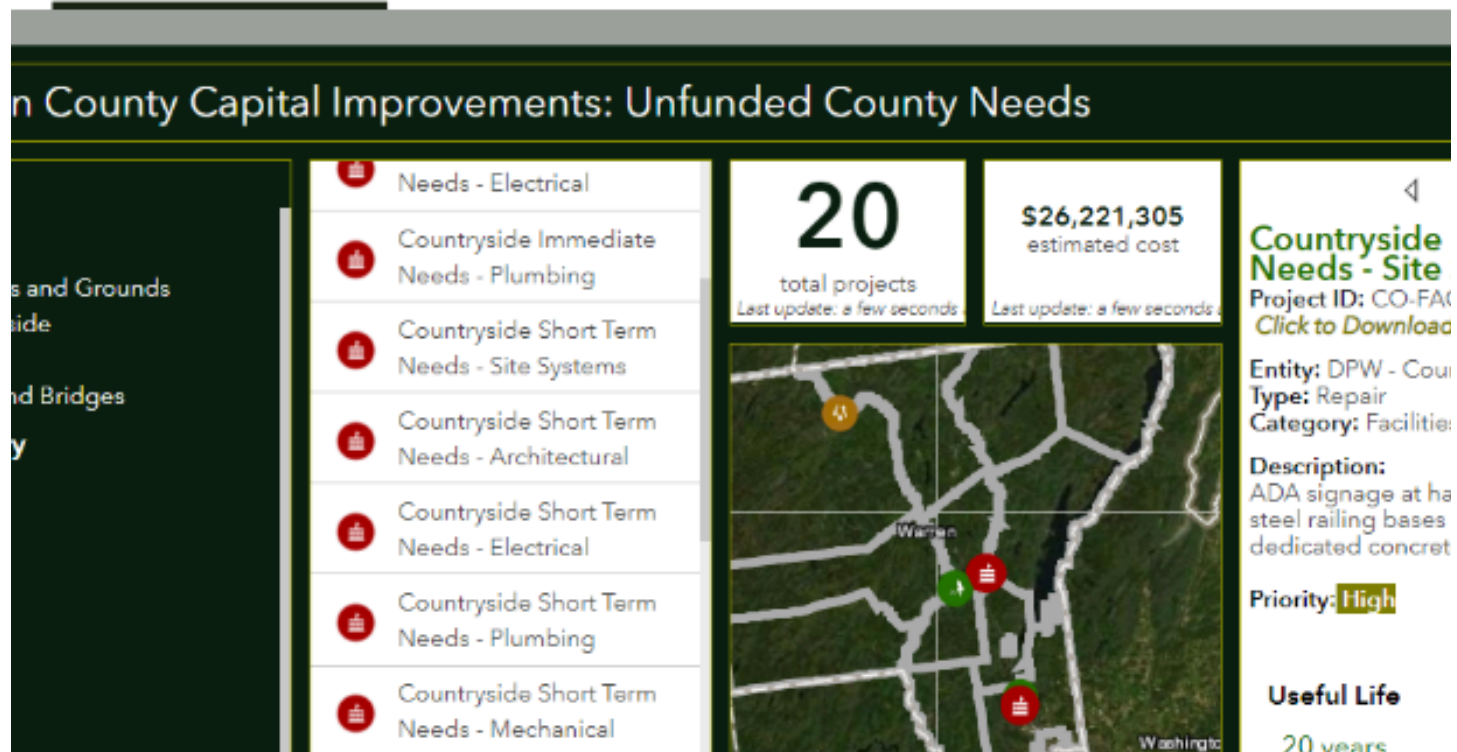 n County Capital Improvements: Unfunded County Needs
s and Grounds
side
nd Bridges
y
Needs - Electrical
Countryside Immediate
Needs - Plumbing
Countryside Short Term
Needs - Site Systems
Countryside Short Term
Needs - Architectural
Countryside Short Term
Needs - Electrical
Countryside Short Term
Needs - Plumbing
Countryside Short Term
Needs - Mechanical
20
total projects
Last update: a few seconds
$26,221,305
estimated cost
Last update: a few seconds
Warren
Washingto
Countryside
Needs - Site
Project ID: CO-FAC
Click to Download
Entity: DPW - Cou
Type: Repair
Category: Facilities
Description:
ADA signage at ha
steel railing bases
dedicated concret
Priority: High
Useful Life
20 years